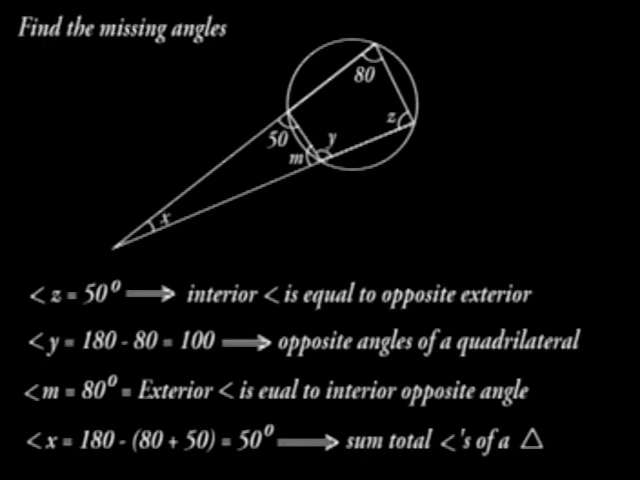 Find the missing angles
80
z
50
y
m
x
< z = 50⁰ ⟹ interior < is equal to opposite exterior
< y = 180 - 80 = 100 ⟹ opposite angles of a quadrilateral
< m = 80⁰ = Exterior < is eual to interior opposite angle
< x = 180 - (80 + 50) = 50⁰ ⟹ sum total <'s of a △